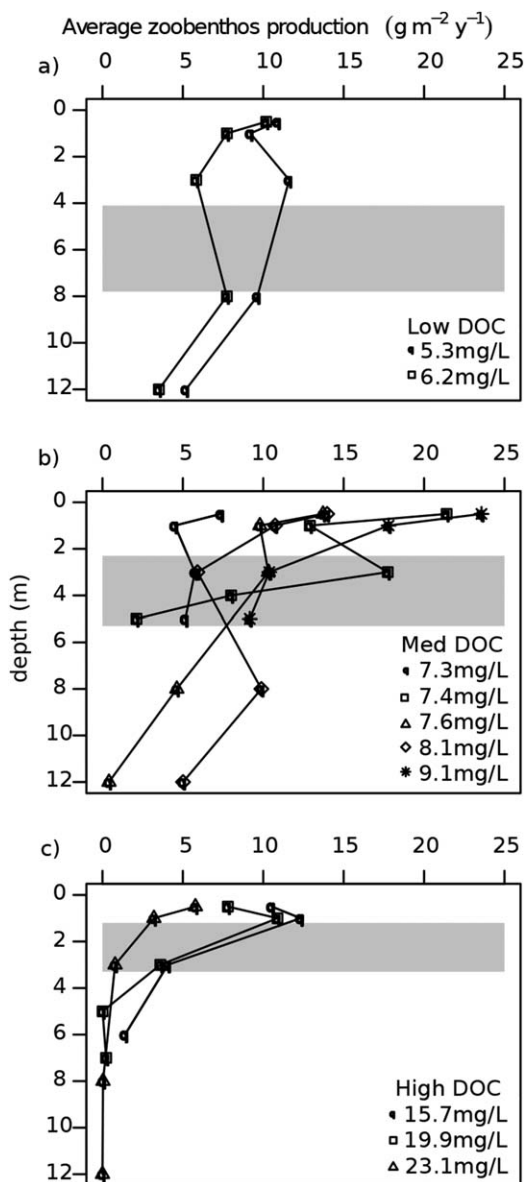 Average zoobenthos production (g m⁻² y⁻¹)
a) 0 5 10 15 20 25
0
2
4
6
8
10
12
Low DOC
5.3mg/L
6.2mg/L
b) 0 5 10 15 20 25
0
2
4
6
8
10
12
depth (m)
Med DOC
7.3mg/L
7.4mg/L
7.6mg/L
8.1mg/L
9.1mg/L
c) 0 5 10 15 20 25
0
2
4
6
8
10
12
High DOC
15.7mg/L
19.9mg/L
23.1mg/L